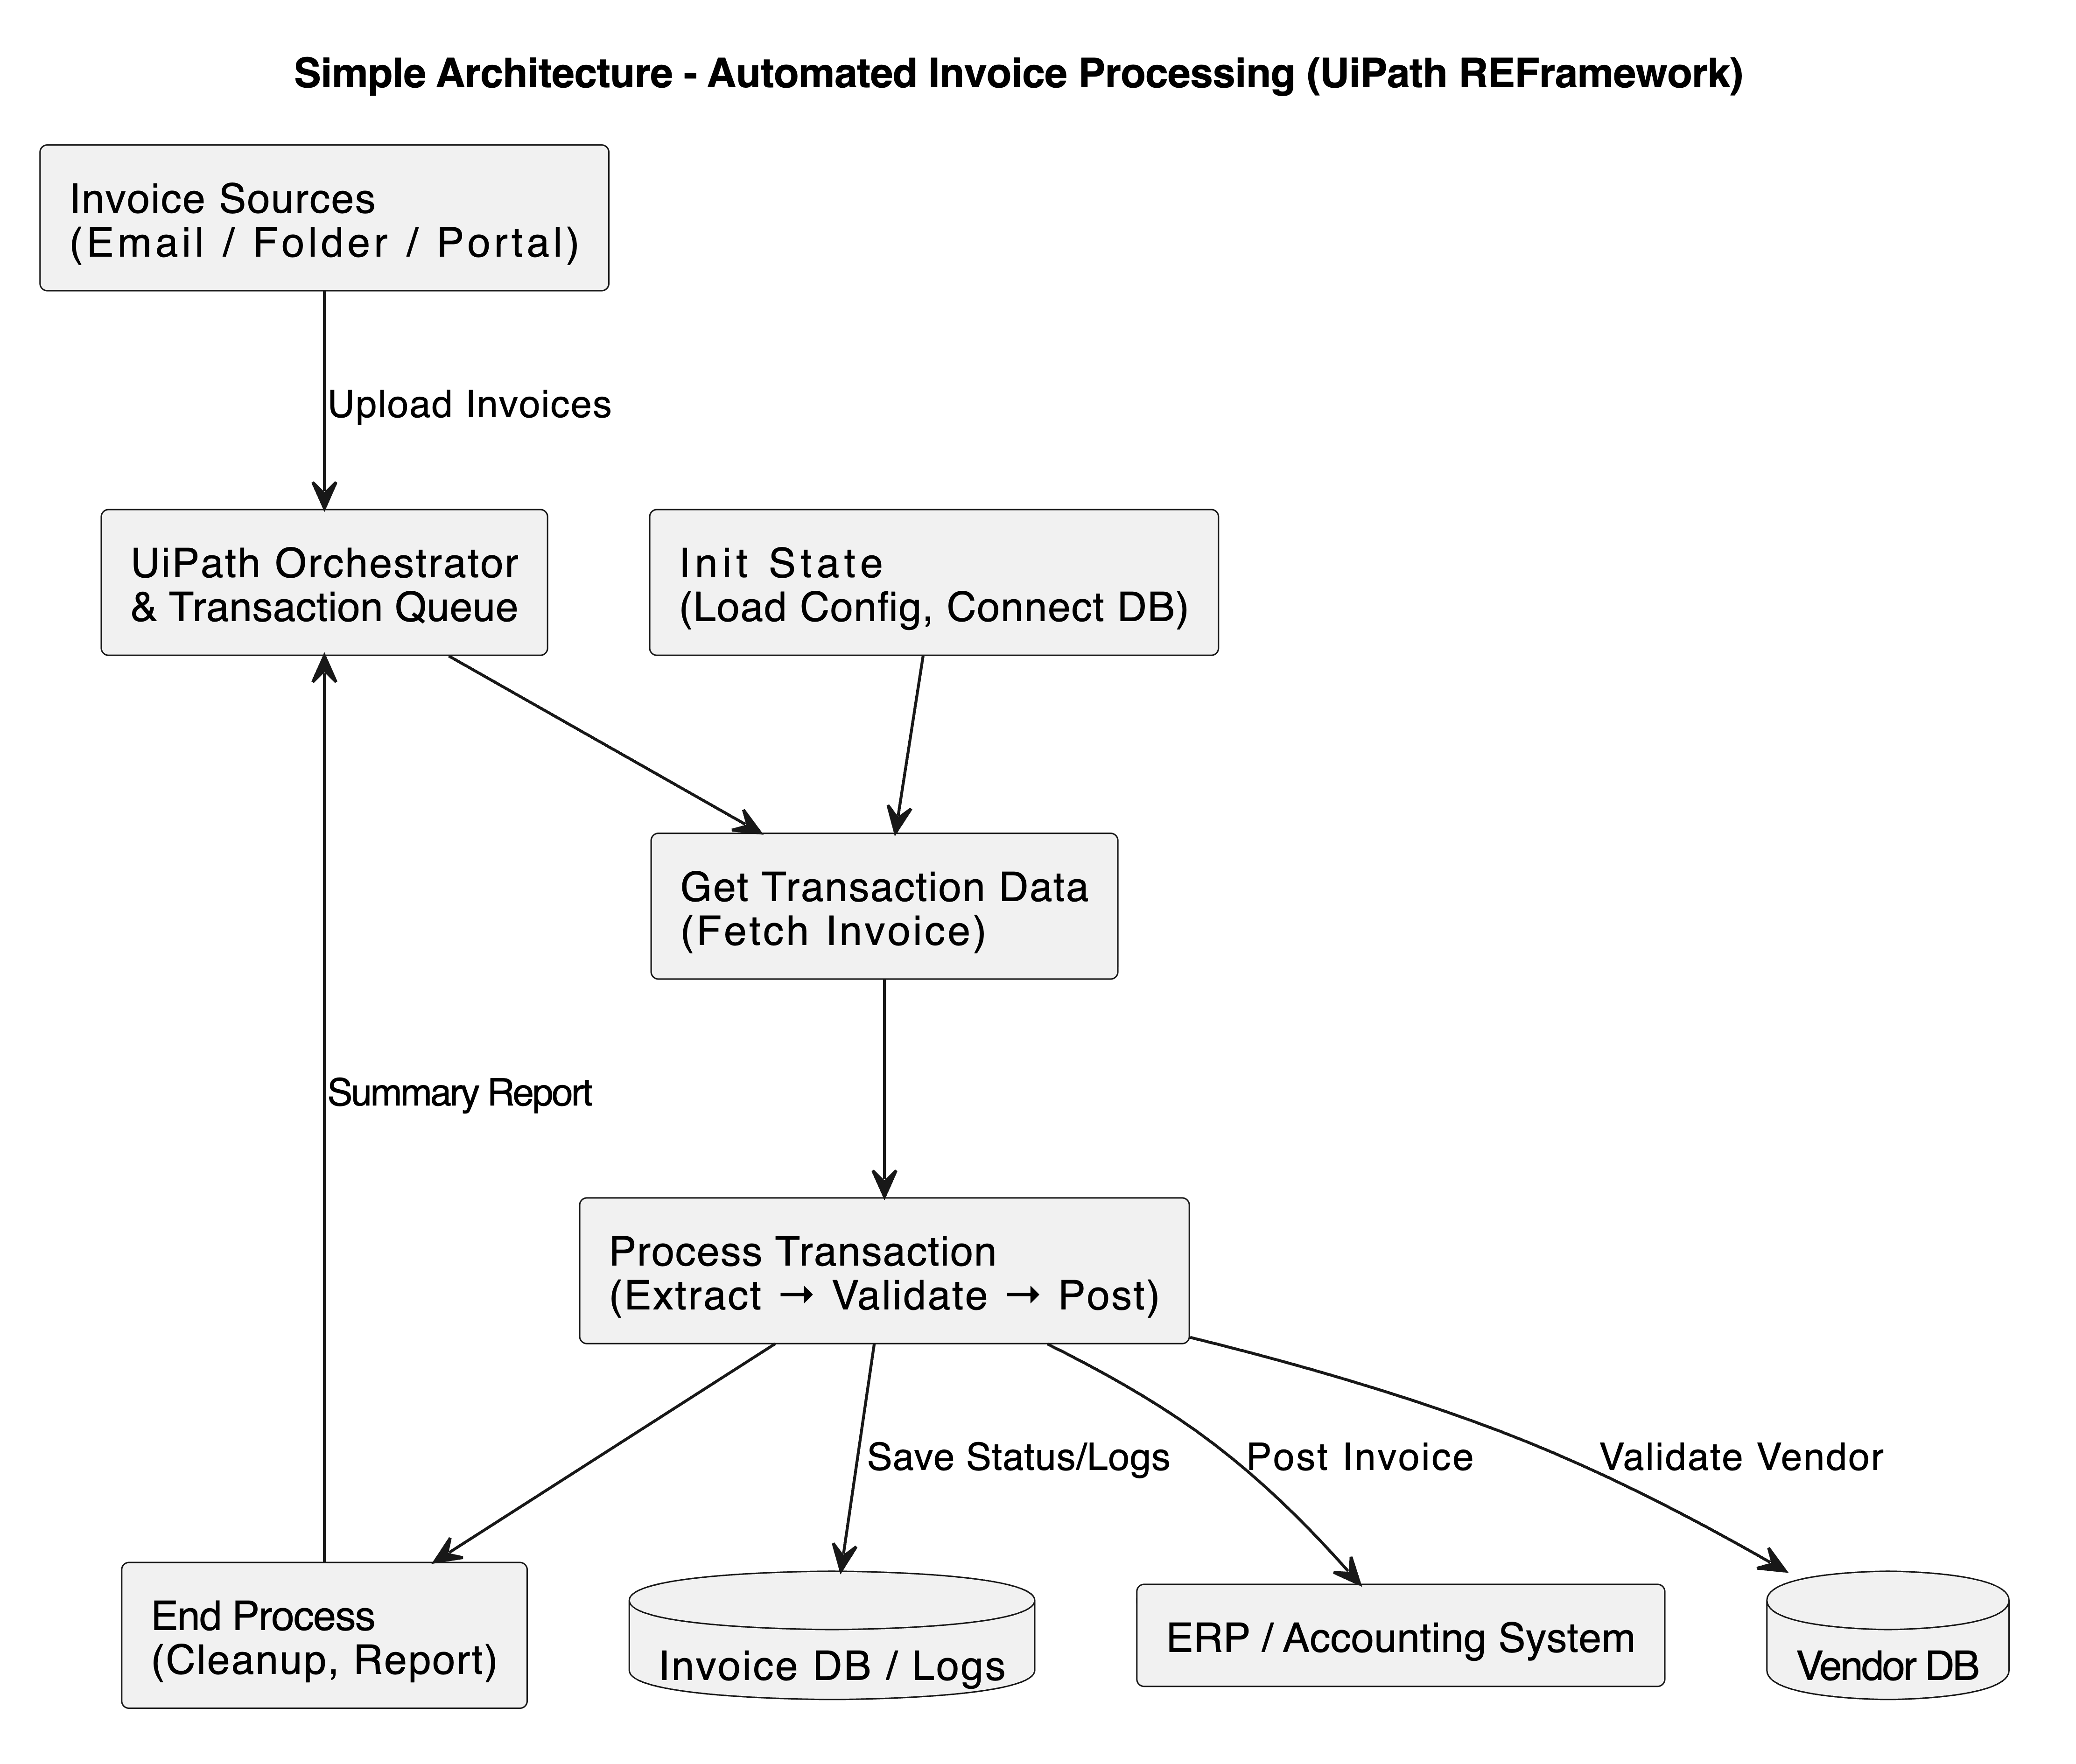 Simple Architecture - Automated Invoice Processing (UiPath REFramework)
Invoice Sources
(Email / Folder / Portal)
Upload Invoices
UiPath Orchestrator
& Transaction Queue
Init State
(Load Config, Connect DB)
Get Transaction Data
(Fetch Invoice)
Summary Report
Process Transaction
(Extract → Validate → Post)
Save Status/Logs
Post Invoice
Validate Vendor
End Process
(Cleanup, Report)
Invoice DB / Logs
ERP / Accounting System
Vendor DB